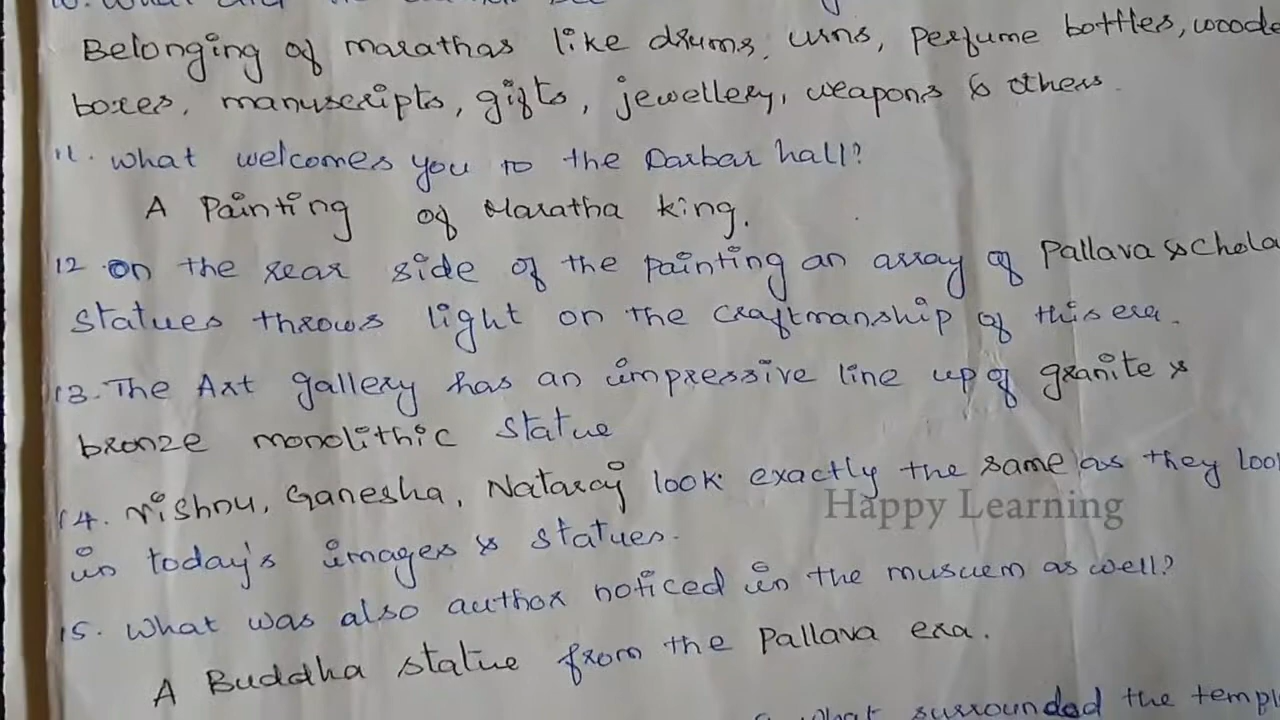 Belonging of marathas like drums, urns, perfume bottles, woode
boxes, manuscripts, gifts, jewellery, weapons & others.
11. What welcomes you to the Darbar hall?
A Painting of Maratha king.
12. On the rear side of the painting an array of Pallava & Chola
statues throws light on the craftmanship of this era.
13. The Art gallery has an impressive line up of granite &
bronze monolithic statue
14. Vishnu, Ganesha, Nataraj look exactly the same as they loo
in today's images & statues.
Happy Learning
15. What was also author noticed in the musuem as well?
A Buddha statue from the Pallava era.
What surrounded the templ